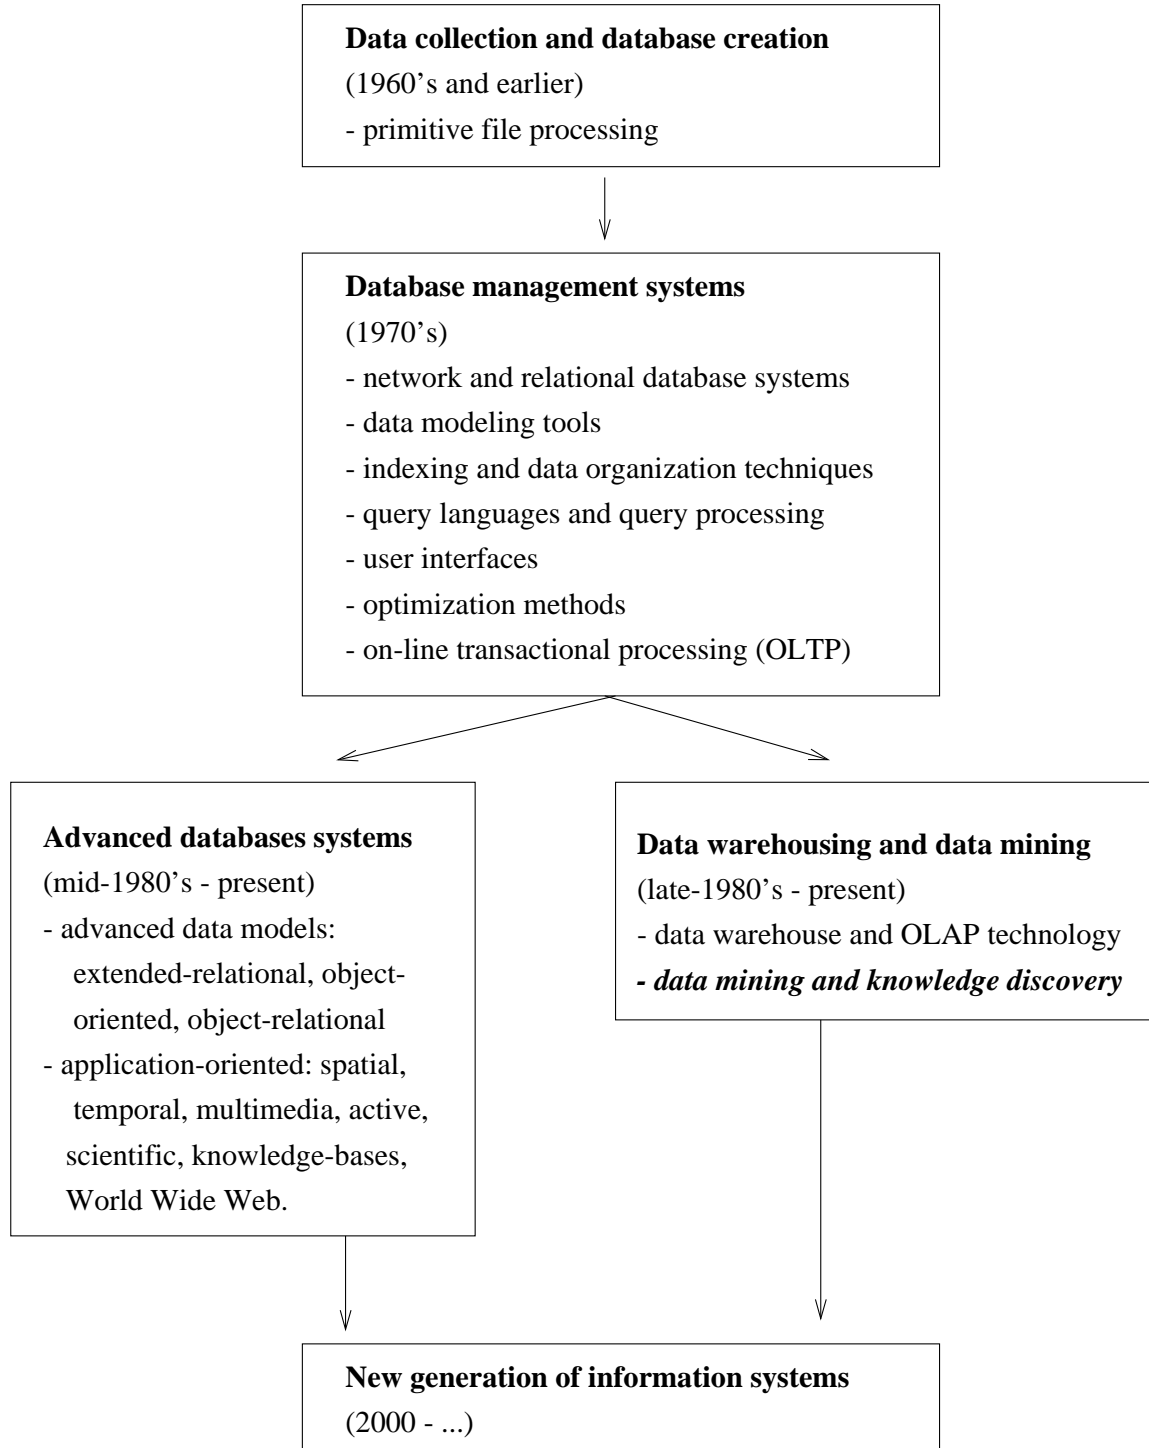 Data collection and database creation
(1960’s and earlier)
- primitive file processing
Database management systems
(1970’s)
- network and relational database systems
- data modeling tools
- indexing and data organization techniques
- query languages and query processing
- user interfaces
- optimization methods
- on-line transactional processing (OLTP)
Advanced databases systems
(mid-1980’s - present)
- advanced data models:
extended-relational, object-
oriented, object-relational
- application-oriented: spatial,
temporal, multimedia, active,
scientific, knowledge-bases,
World Wide Web.
Data warehousing and data mining
(late-1980’s - present)
- data warehouse and OLAP technology
- data mining and knowledge discovery
New generation of information systems
(2000 - ...)